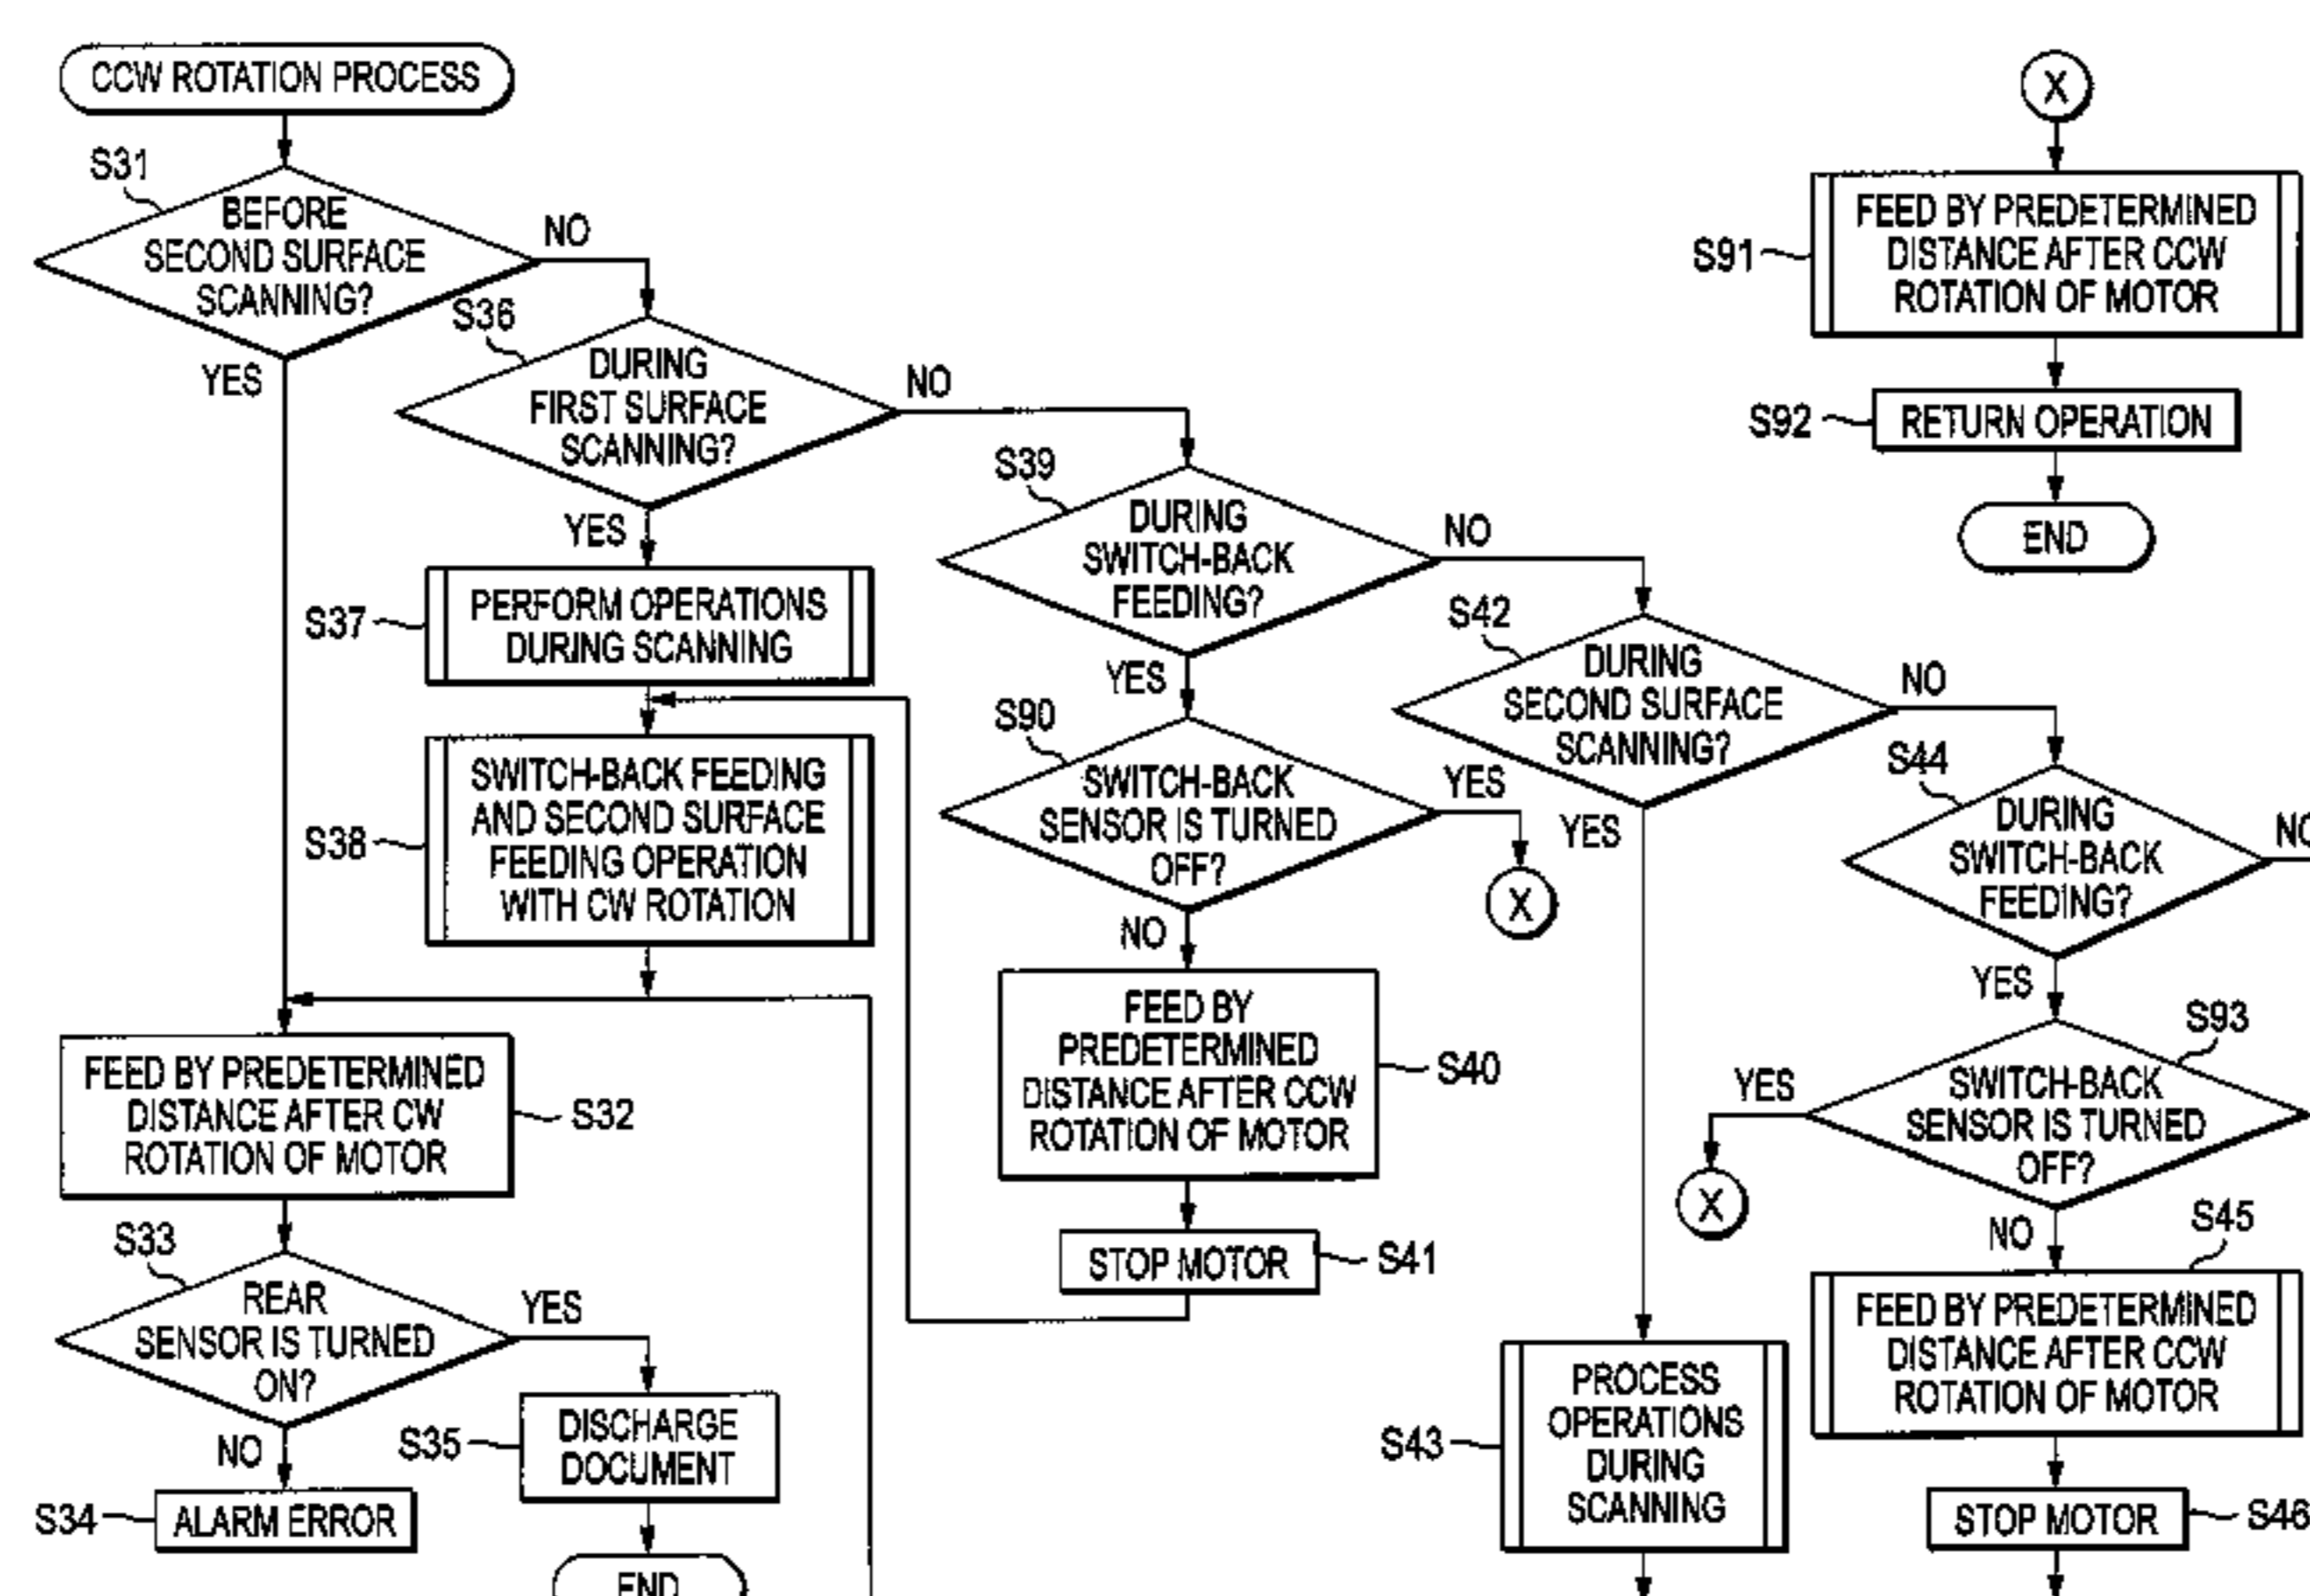 CCW ROTATION PROCESS
S31
BEFORE
SECOND SURFACE
SCANNING?
NO
YES
S36
DURING
FIRST SURFACE
SCANNING?
NO
YES
S37
PERFORM OPERATIONS
DURING SCANNING
S38
SWITCH-BACK FEEDING
AND SECOND SURFACE
FEEDING OPERATION
WITH CW ROTATION
FEED BY PREDETERMINED
DISTANCE AFTER CW
ROTATION OF MOTOR
S32
S33
REAR
SENSOR IS TURNED
ON?
YES
NO
S34
ALARM ERROR
S35
DISCHARGE
DOCUMENT
END
S39
DURING
SWITCH-BACK
FEEDING?
NO
YES
S90
SWITCH-BACK
SENSOR IS TURNED
OFF?
YES
X
NO
FEED BY
PREDETERMINED
DISTANCE AFTER CCW
ROTATION OF MOTOR
S40
STOP MOTOR
S41
S42
DURING
SECOND SURFACE
SCANNING?
NO
YES
S43
PROCESS
OPERATIONS
DURING
SCANNING
X
S91
FEED BY PREDETERMINED
DISTANCE AFTER CCW
ROTATION OF MOTOR
S92
RETURN OPERATION
END
S44
DURING
SWITCH-BACK
FEEDING?
NO
YES
S93
SWITCH-BACK
SENSOR IS TURNED
OFF?
YES
X
NO
S45
FEED BY PREDETERMINED
DISTANCE AFTER CCW
ROTATION OF MOTOR
STOP MOTOR
S46